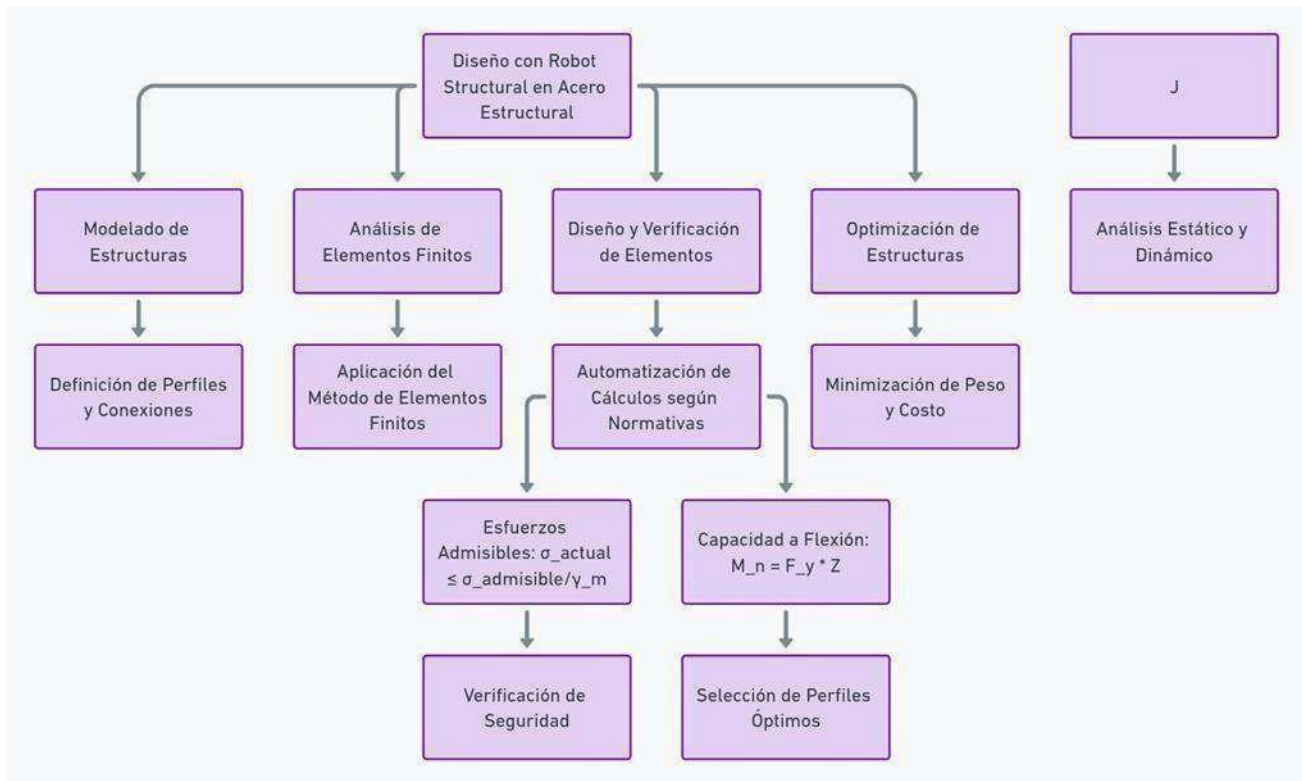 Diseño con Robot
Structural en Acero
Estructural
J
Modelado de
Estructuras
Análisis de
Elementos Finitos
Diseño y Verificación
de Elementos
Optimización de
Estructuras
Análisis Estático y
Dinámico
Definición de Perfiles
y Conexiones
Aplicación del
Método de Elementos
Finitos
Automatización de
Cálculos según
Normativas
Minimización de Peso
y Costo
Esfuerzos
Admisibles: σ_actual
≤ σ_admisible/γ_m
Capacidad a Flexión:
M_n = F_y * Z
Verificación de
Seguridad
Selección de Perfiles
Óptimos